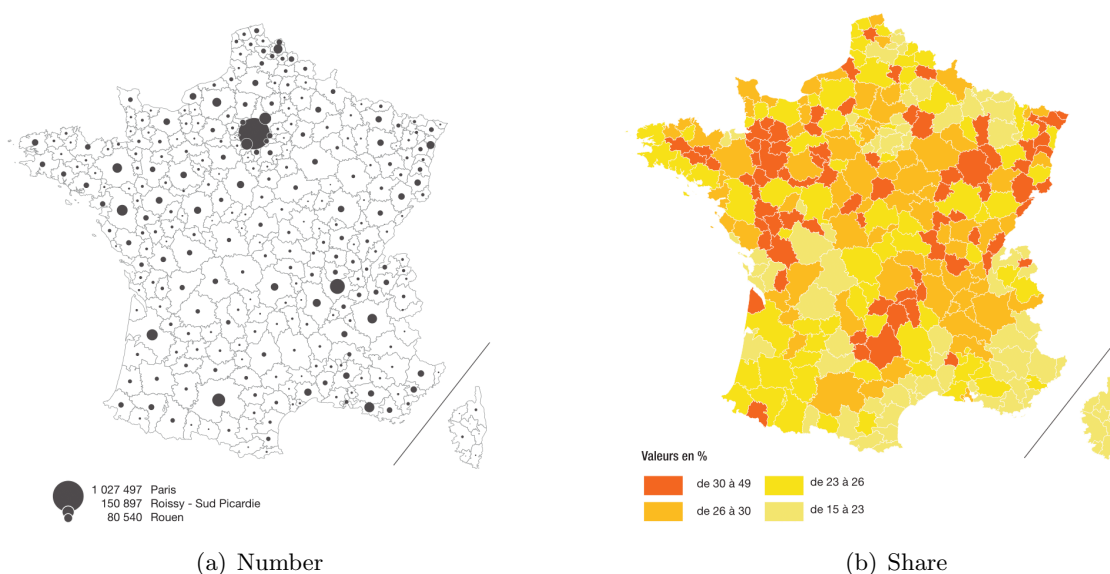 1 027 497 Paris
150 897 Roissy - Sud Picardie
80 540 Rouen
(a) Number
Valeurs en %
de 30 à 49
de 23 à 26
de 26 à 30
de 15 à 23
(b) Share